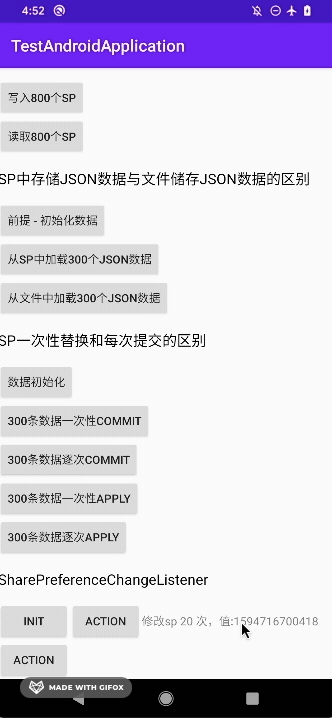 4:52
TestAndroidApplication
写入800个SP
读取800个SP
SP中存储JSON数据与文件储存JSON数据的区别
前提 - 初始化数据
从SP中加载300个JSON数据
从文件中加载300个JSON数据
SP一次性替换和每次提交的区别
数据初始化
300条数据一次性COMMIT
300条数据逐次COMMIT
300条数据一次性APPLY
300条数据逐次APPLY
SharePreferenceChangeListener
INIT ACTION 修改sp 20 次，值:1594716700418
ACTION
MADE WITH GIFOX